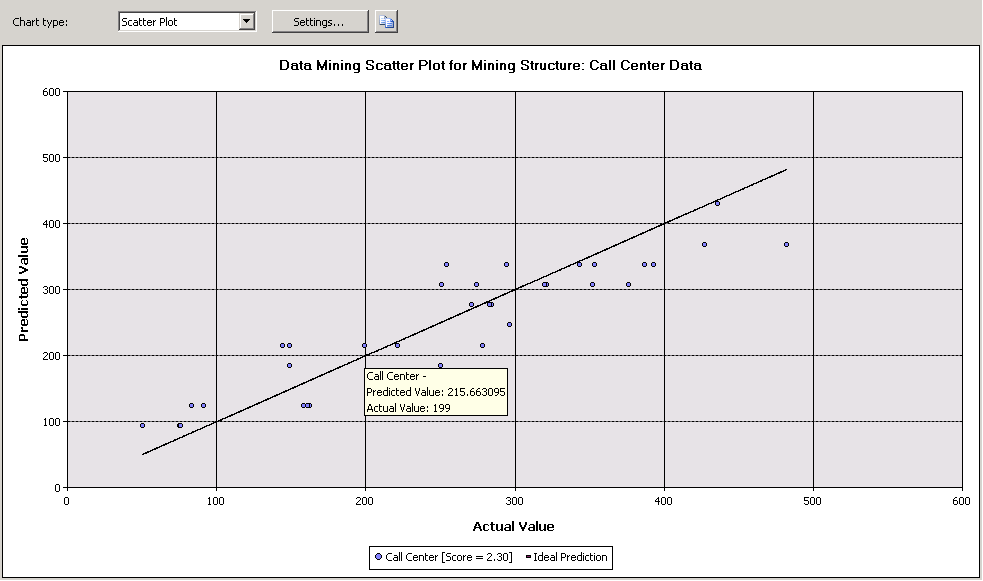 Chart type: Scatter Plot Settings...
Data Mining Scatter Plot for Mining Structure: Call Center Data
Predicted Value
600
500
400
300
200
100
0
Call Center -
Predicted Value: 215.663095
Actual Value: 199
0 100 200 300 400 500 600
Actual Value
Call Center [Score = 2.30] Ideal Prediction